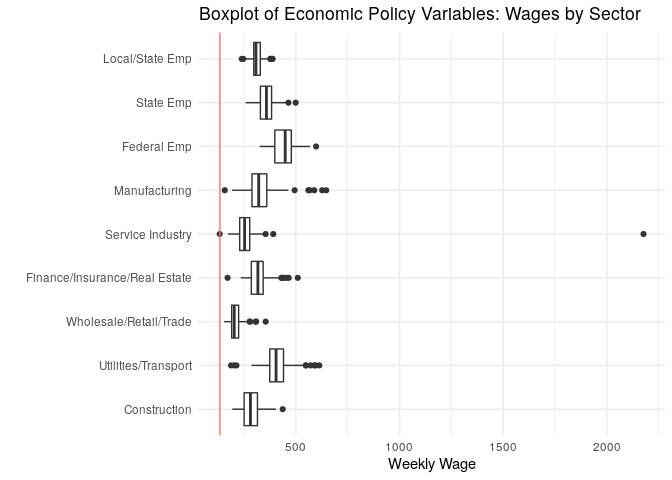 Boxplot of Economic Policy Variables: Wages by Sector
Local/State Emp
State Emp
Federal Emp
Manufacturing
Service Industry
Finance/Insurance/Real Estate
Wholesale/Retail/Trade
Utilities/Transport
Construction
500 1000 1500 2000
Weekly Wage